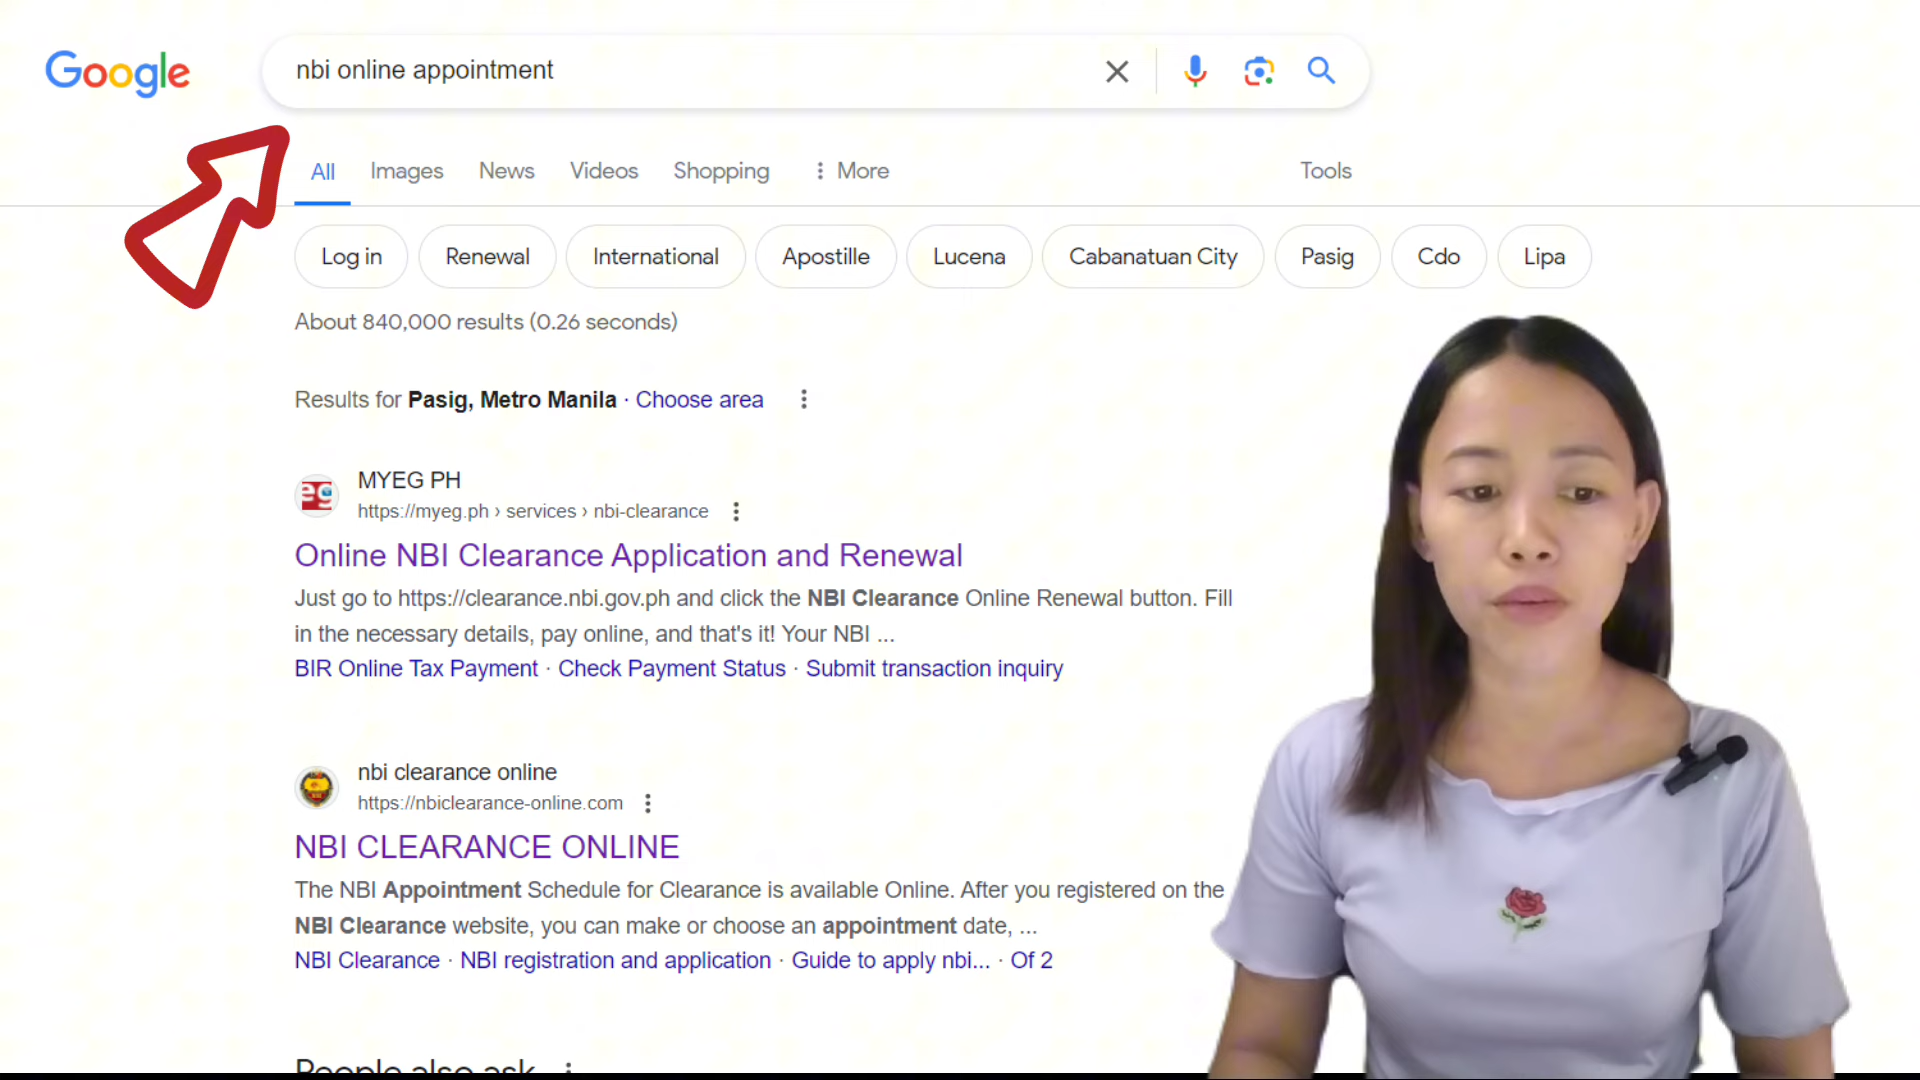 Google
nbi online appointment
All Images News Videos Shopping More Tools
Log in Renewal International Apostille Lucena Cabanatuan City Pasig Cdo Lipa
About 840,000 results (0.26 seconds)
Results for Pasig, Metro Manila · Choose area
eg
MYEG PH
https://myeg.ph › services › nbi-clearance
Online NBI Clearance Application and Renewal
Just go to https://clearance.nbi.gov.ph and click the NBI Clearance Online Renewal button. Fill
in the necessary details, pay online, and that's it! Your NBI ...
BIR Online Tax Payment · Check Payment Status · Submit transaction inquiry
nbi clearance online
https://nbiclearance-online.com
NBI CLEARANCE ONLINE
The NBI Appointment Schedule for Clearance is available Online. After you registered on the
NBI Clearance website, you can make or choose an appointment date, ...
NBI Clearance · NBI registration and application · Guide to apply nbi... · Of 2
People also ask